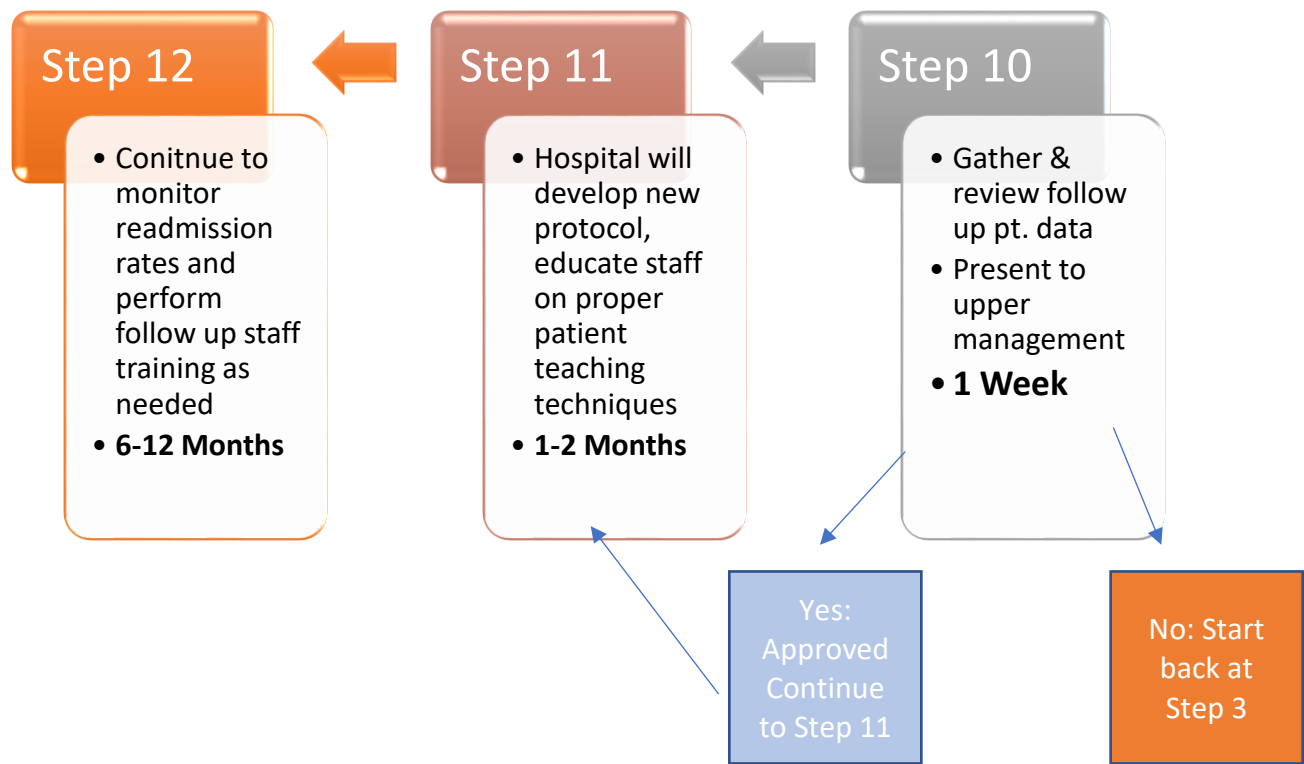 Step 12
• Conitnue to
monitor
readmission
rates and
perform
follow up staff
training as
needed
• 6-12 Months
Step 11
• Hospital will
develop new
protocol,
educate staff
on proper
patient
teaching
techniques
• 1-2 Months
Step 10
• Gather &
review follow
up pt. data
• Present to
upper
management
• 1 Week
Yes:
Approved
Continue
to Step 11
No: Start
back at
Step 3